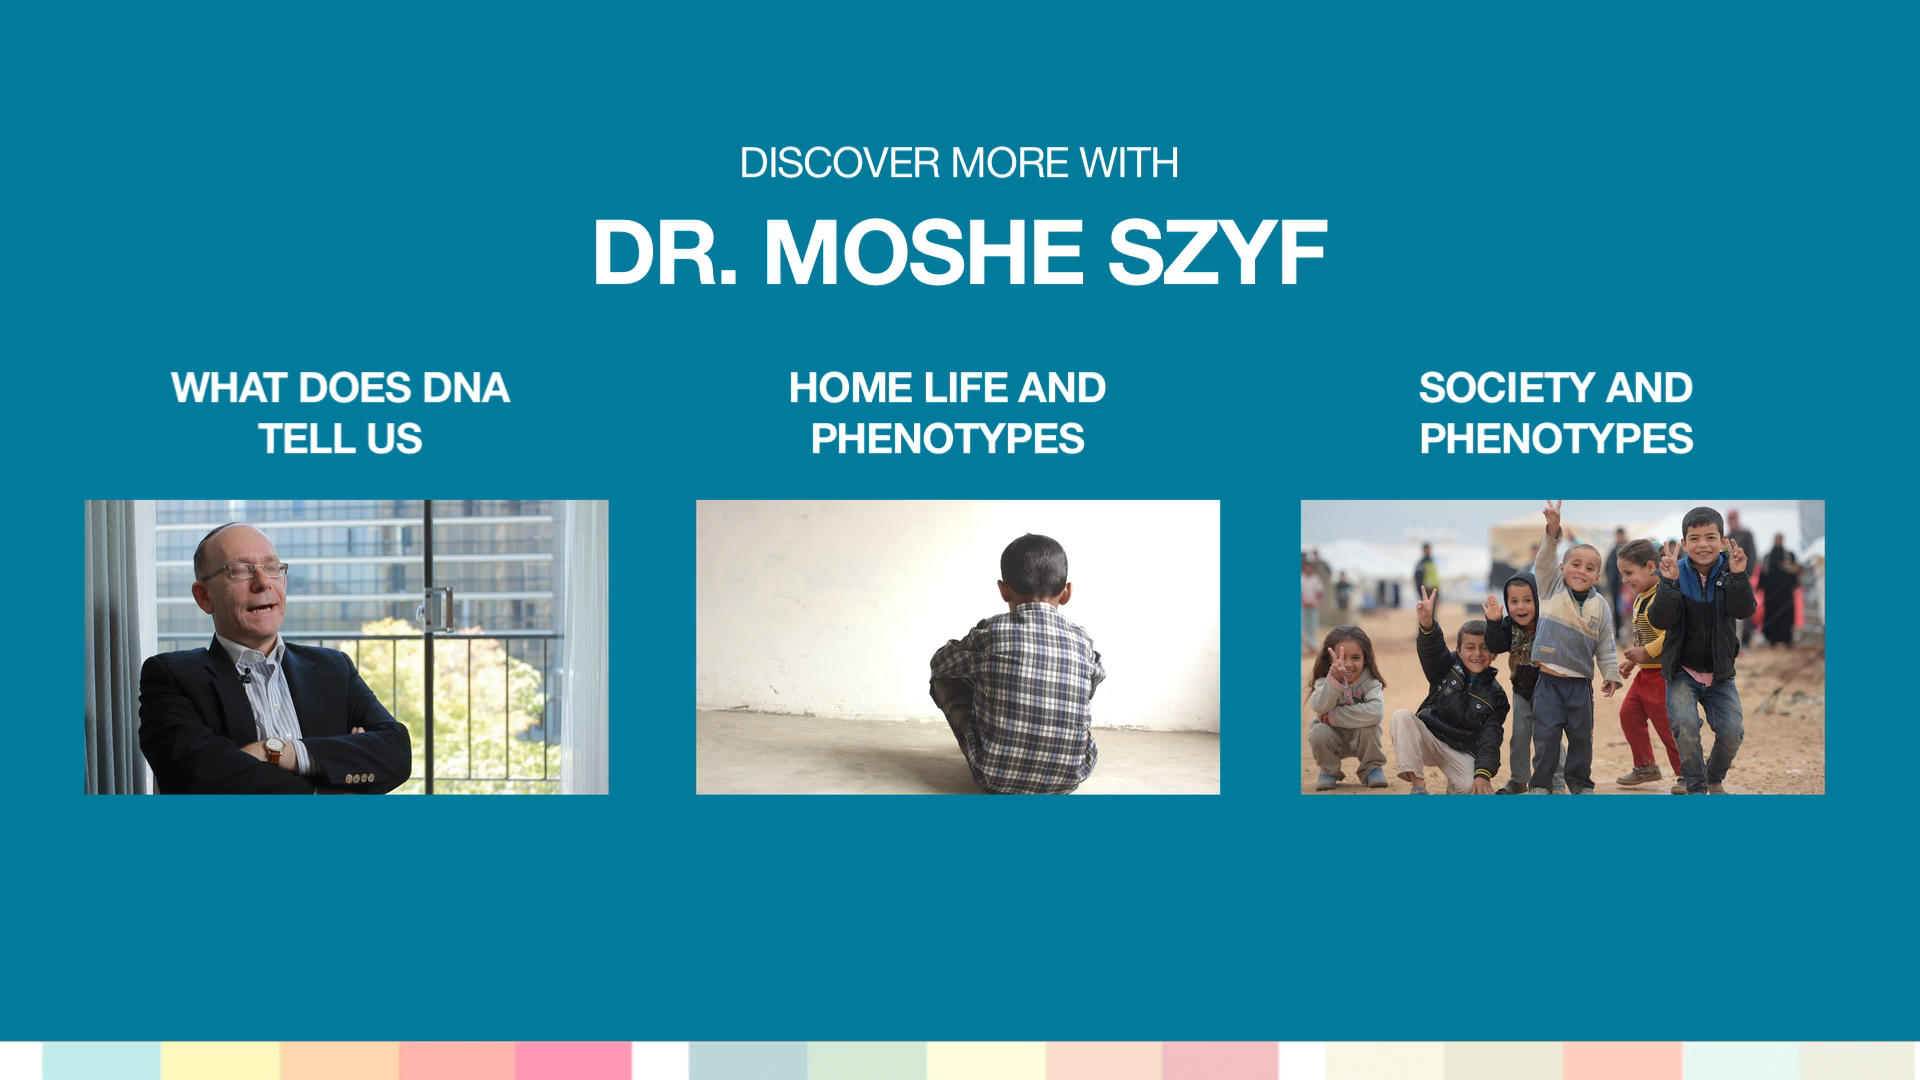 DISCOVER MORE WITH
DR. MOSHE SZYF
WHAT DOES DNA
TELL US
HOME LIFE AND
PHENOTYPES
SOCIETY AND
PHENOTYPES